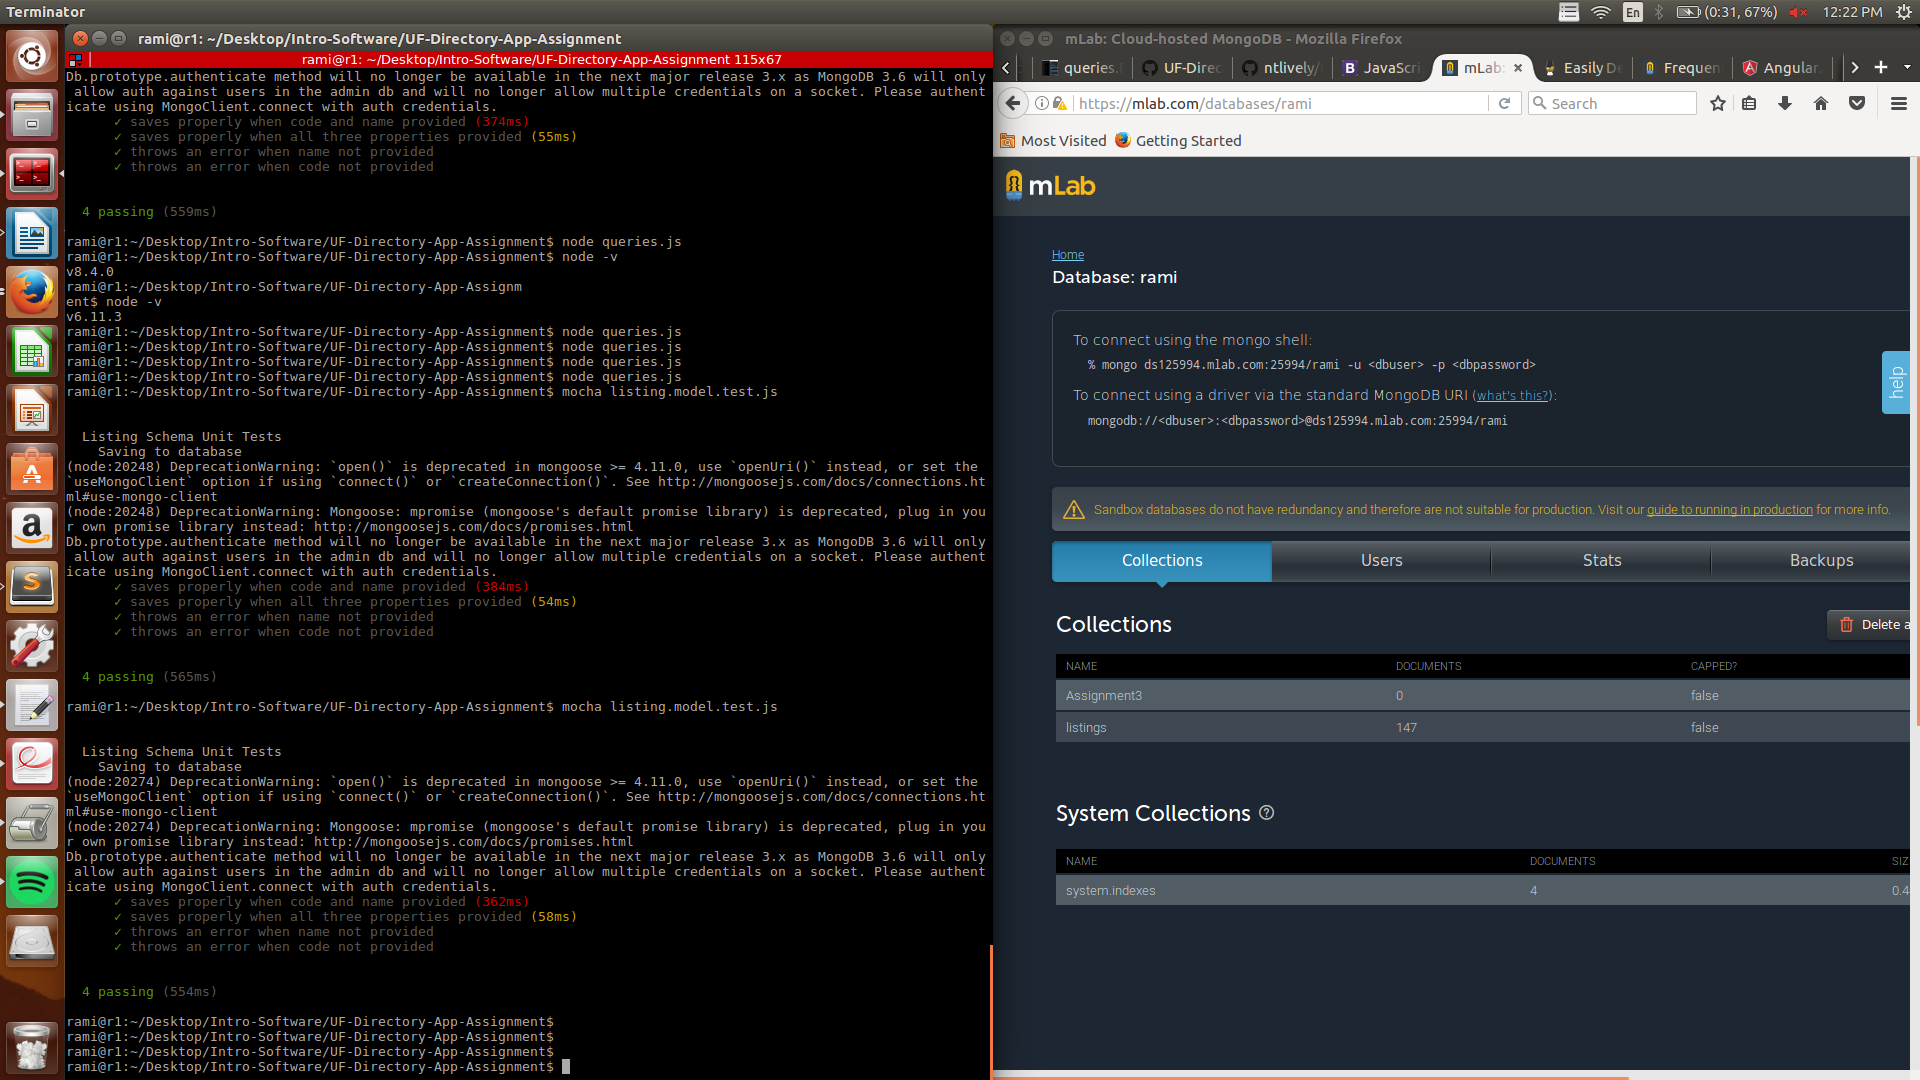 Terminator
En
(0:31, 67%)
12:22 PM
rami@r1: ~/Desktop/Intro-Software/UF-Directory-App-Assignment
rami@r1: ~/Desktop/Intro-Software/UF-Directory-App-Assignment 115x67
Db.prototype.authenticate method will no longer be available in the next major release 3.x as MongoDB 3.6 will only
 allow auth against users in the admin db and will no longer allow multiple credentials on a socket. Please authent
icate using MongoClient.connect with auth credentials.
✓ saves properly when code and name provided (374ms)
✓ saves properly when all three properties provided (55ms)
✓ throws an error when name not provided
✓ throws an error when code not provided
4 passing (559ms)
rami@r1:~/Desktop/Intro-Software/UF-Directory-App-Assignment$ node queries.js
rami@r1:~/Desktop/Intro-Software/UF-Directory-App-Assignment$ node -v
v8.4.0
rami@r1:~/Desktop/Intro-Software/UF-Directory-App-Assignm
ent$ node -v
v6.11.3
rami@r1:~/Desktop/Intro-Software/UF-Directory-App-Assignment$ node queries.js
rami@r1:~/Desktop/Intro-Software/UF-Directory-App-Assignment$ node queries.js
rami@r1:~/Desktop/Intro-Software/UF-Directory-App-Assignment$ node queries.js
rami@r1:~/Desktop/Intro-Software/UF-Directory-App-Assignment$ node queries.js
rami@r1:~/Desktop/Intro-Software/UF-Directory-App-Assignment$ mocha listing.model.test.js
Listing Schema Unit Tests
Saving to database
(node:20248) DeprecationWarning: `open()` is deprecated in mongoose >= 4.11.0, use `openUri()` instead, or set the
`useMongoClient` option if using `connect()` or `createConnection()`. See http://mongoosejs.com/docs/connections.ht
ml#use-mongo-client
(node:20248) DeprecationWarning: Mongoose: mpromise (mongoose's default promise library) is deprecated, plug in you
r own promise library instead: http://mongoosejs.com/docs/promises.html
Db.prototype.authenticate method will no longer be available in the next major release 3.x as MongoDB 3.6 will only
 allow auth against users in the admin db and will no longer allow multiple credentials on a socket. Please authent
icate using MongoClient.connect with auth credentials.
✓ saves properly when code and name provided (384ms)
✓ saves properly when all three properties provided (54ms)
✓ throws an error when name not provided
✓ throws an error when code not provided
4 passing (565ms)
rami@r1:~/Desktop/Intro-Software/UF-Directory-App-Assignment$ mocha listing.model.test.js
Listing Schema Unit Tests
Saving to database
(node:20274) DeprecationWarning: `open()` is deprecated in mongoose >= 4.11.0, use `openUri()` instead, or set the
`useMongoClient` option if using `connect()` or `createConnection()`. See http://mongoosejs.com/docs/connections.ht
ml#use-mongo-client
(node:20274) DeprecationWarning: Mongoose: mpromise (mongoose's default promise library) is deprecated, plug in you
r own promise library instead: http://mongoosejs.com/docs/promises.html
Db.prototype.authenticate method will no longer be available in the next major release 3.x as MongoDB 3.6 will only
 allow auth against users in the admin db and will no longer allow multiple credentials on a socket. Please authent
icate using MongoClient.connect with auth credentials.
✓ saves properly when code and name provided (362ms)
✓ saves properly when all three properties provided (58ms)
✓ throws an error when name not provided
✓ throws an error when code not provided
4 passing (554ms)
rami@r1:~/Desktop/Intro-Software/UF-Directory-App-Assignment$
rami@r1:~/Desktop/Intro-Software/UF-Directory-App-Assignment$
rami@r1:~/Desktop/Intro-Software/UF-Directory-App-Assignment$
rami@r1:~/Desktop/Intro-Software/UF-Directory-App-Assignment$
mLab: Cloud-hosted MongoDB - Mozilla Firefox
queries. UF-Direc ntlively/ JavaScri mLab: Easily De Frequen Angular
https://mlab.com/databases/rami
Search
Most Visited Getting Started
mLab
Home
Database: rami
To connect using the mongo shell:
% mongo ds125994.mlab.com:25994/rami -u <dbuser> -p <dbpassword>
To connect using a driver via the standard MongoDB URI (what's this?):
mongodb://<dbuser>:<dbpassword>@ds125994.mlab.com:25994/rami
help
Sandbox databases do not have redundancy and therefore are not suitable for production. Visit our guide to running in production for more info.
Collections Users Stats Backups
Collections
Delete a
NAME DOCUMENTS CAPPED?
Assignment3 0 false
listings 147 false
System Collections
NAME DOCUMENTS SIZ
system.indexes 4 0.4